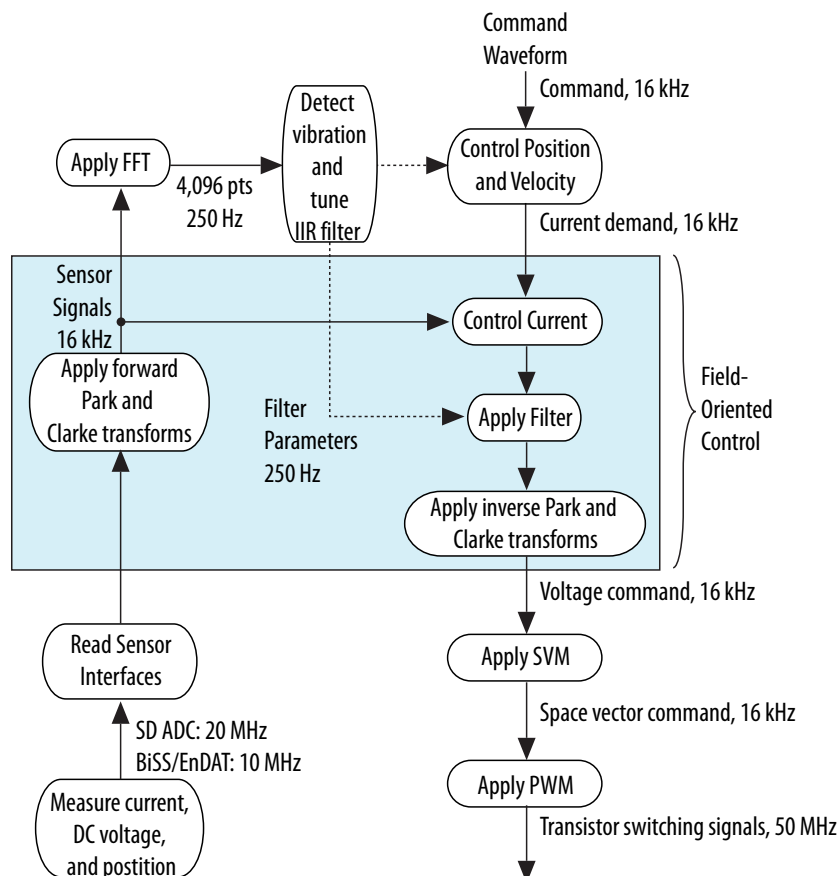 Command
Waveform
Command, 16 kHz
Detect
vibration
and
tune
IIR filter
Apply FFT
4,096 pts
250 Hz
Control Position
and Velocity
Current demand, 16 kHz
Sensor
Signals
16 kHz
Control Current
Apply forward
Park and
Clarke transforms
Filter
Parameters
250 Hz
Apply Filter
Field-
Oriented
Control
Apply inverse Park and
Clarke transforms
Voltage command, 16 kHz
Read Sensor
Interfaces
Apply SVM
SD ADC: 20 MHz
BiSS/EnDAT: 10 MHz
Space vector command, 16 kHz
Measure current,
DC voltage,
and postition
Apply PWM
Transistor switching signals, 50 MHz